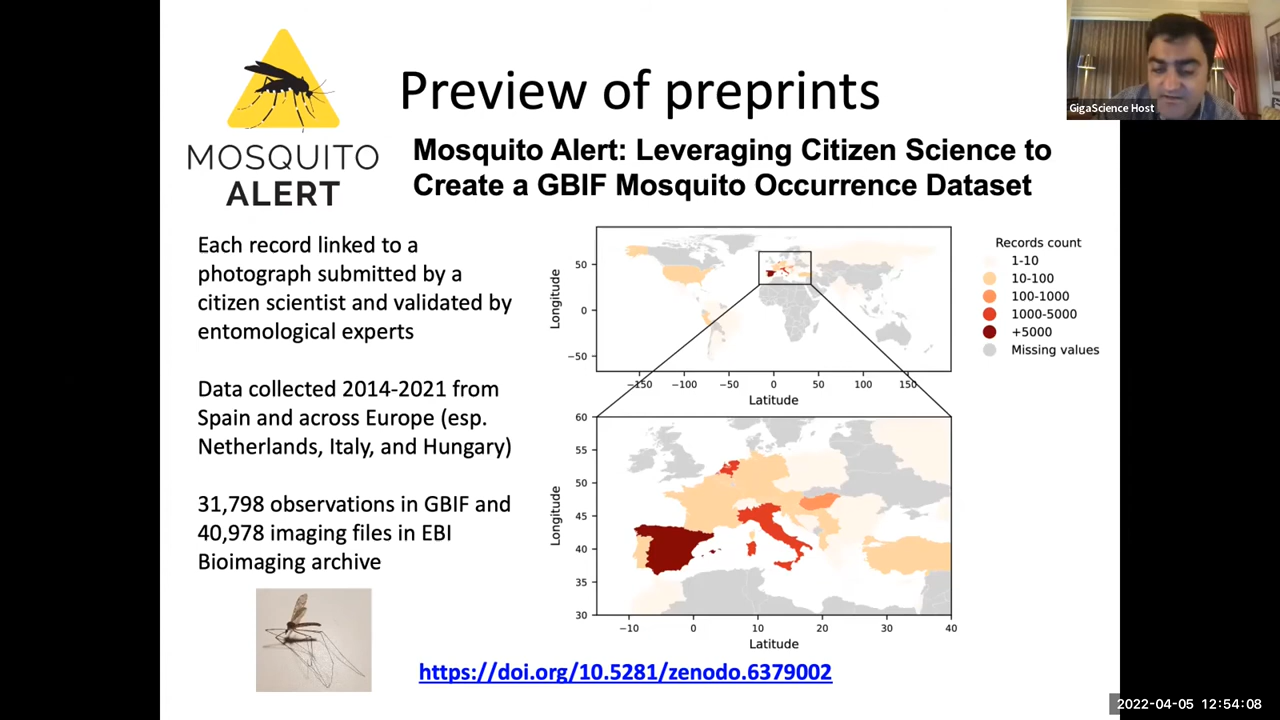 Preview of preprints
GigaScience Host
MOSQUITO
ALERT
Mosquito Alert: Leveraging Citizen Science to
Create a GBIF Mosquito Occurrence Dataset
Each record linked to a
photograph submitted by a
citizen scientist and validated by
entomological experts
Data collected 2014-2021 from
Spain and across Europe (esp.
Netherlands, Italy, and Hungary)
31,798 observations in GBIF and
40,978 imaging files in EBI
Bioimaging archive
Longitude
50
0
−50
−150 −100 −50 0 50 100 150
Latitude
Records count
1-10
10-100
100-1000
1000-5000
+5000
Missing values
Longitude
60
55
50
45
40
35
30
−10 0 10 20 30 40
Latitude
https://doi.org/10.5281/zenodo.6379002
2022-04-05 12:54:08